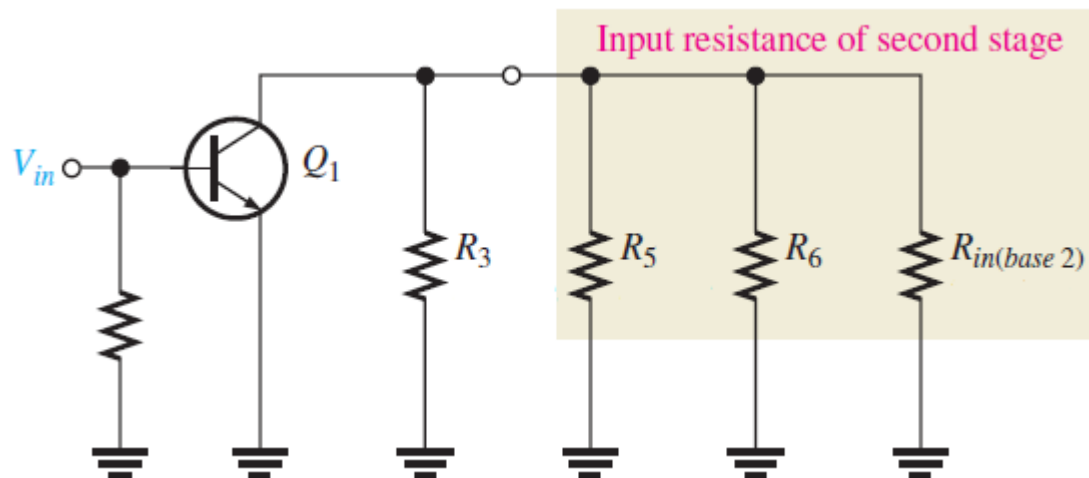 Input resistance of second stage
V_in
Q_1
R_3
R_5
R_6
R_in(base 2)